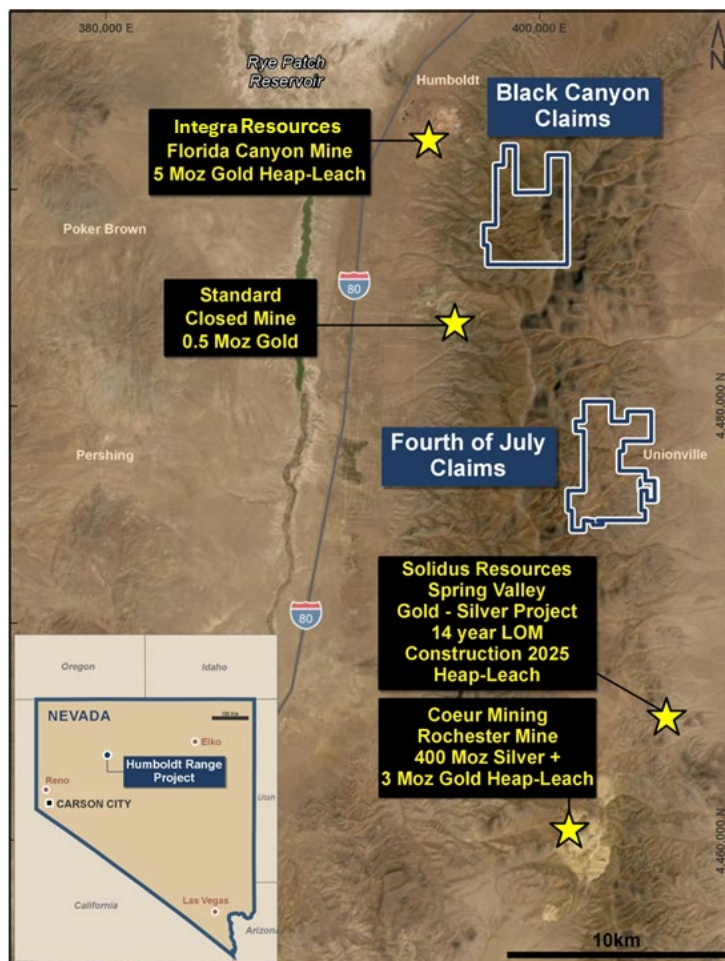 380,000 E
400,000 E
N
Rye Patch
Reservoir
Humboldt
Black Canyon
Claims
Integra Resources
Florida Canyon Mine
5 Moz Gold Heap-Leach
Poker Brown
80
Standard
Closed Mine
0.5 Moz Gold
4,480,000 N
Pershing
Fourth of July
Claims
Unionville
Solidus Resources
Spring Valley
Gold - Silver Project
14 year LOM
Construction 2025
Heap-Leach
80
Coeur Mining
Rochester Mine
400 Moz Silver +
3 Moz Gold Heap-Leach
4,460,000 N
10km
Oregon
Idaho
NEVADA
Elko
Humboldt Range
Project
Reno
CARSON CITY
Utah
California
Las Vegas
Arizona